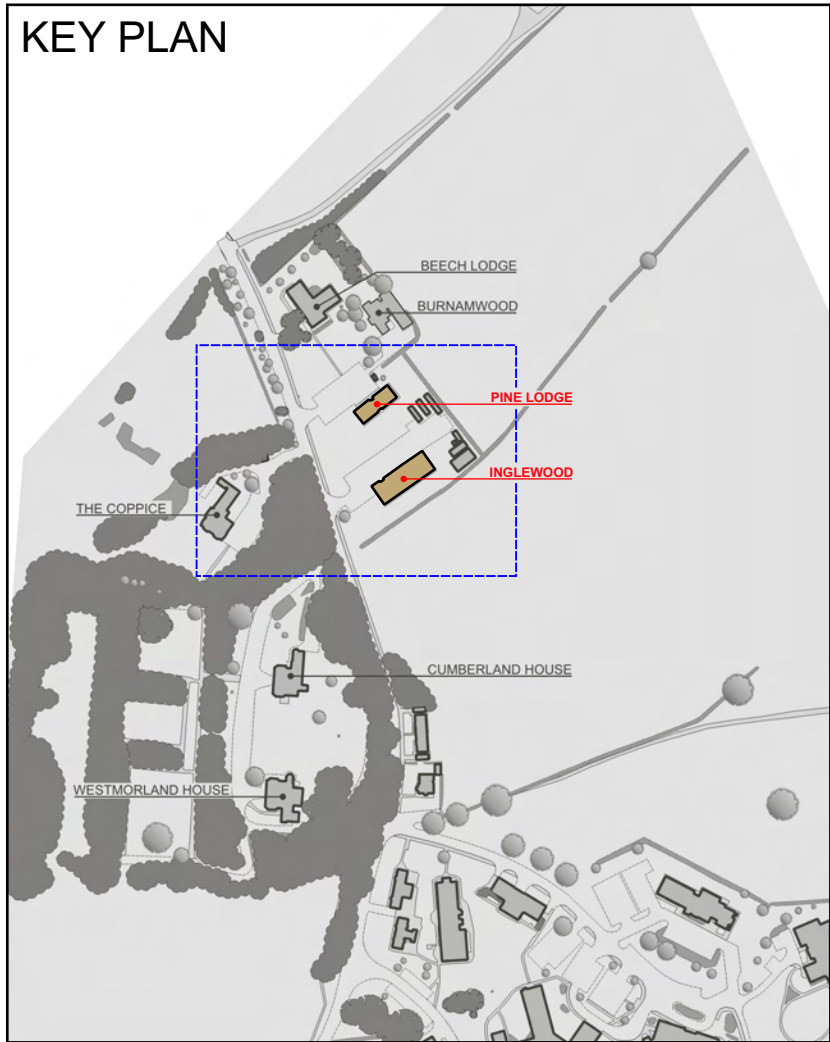 KEY PLAN
BEECH LODGE
BURNAMWOOD
PINE LODGE
INGLEWOOD
THE COPPICE
CUMBERLAND HOUSE
WESTMORLAND HOUSE